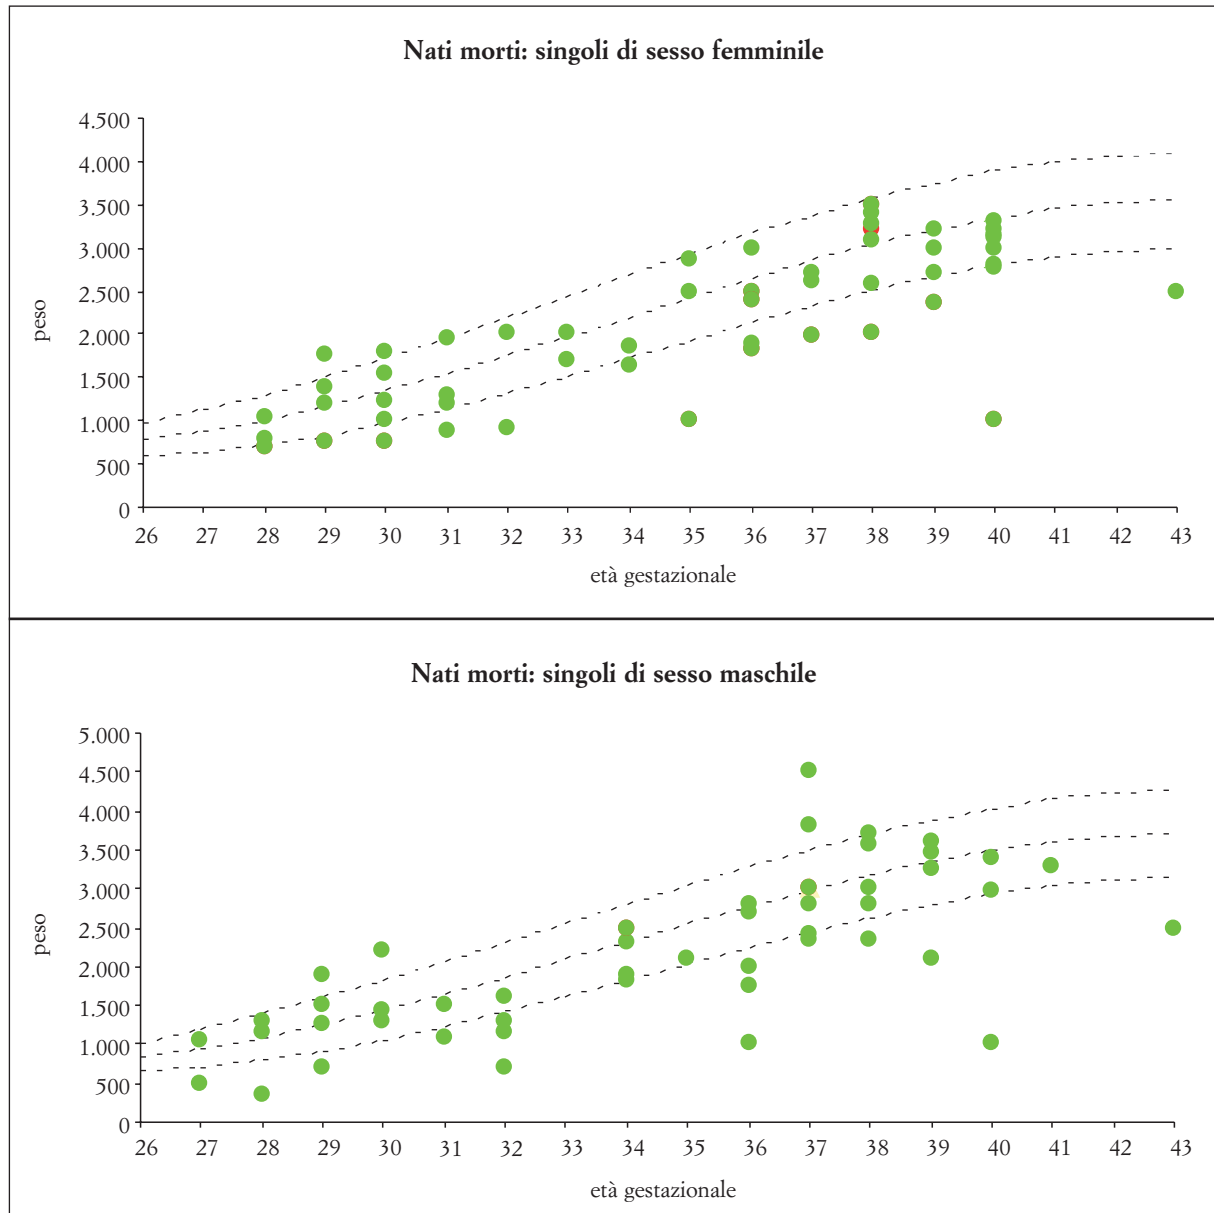 Nati morti: singoli di sesso femminile
4.500
4.000
3.500
3.000
2.500
2.000
1.500
1.000
500
0
peso
26 27 28 29 30 31 32 33 34 35 36 37 38 39 40 41 42 43
età gestazionale
Nati morti: singoli di sesso maschile
5.000
4.500
4.000
3.500
3.000
2.500
2.000
1.500
1.000
500
0
peso
26 27 28 29 30 31 32 33 34 35 36 37 38 39 40 41 42 43
età gestazionale